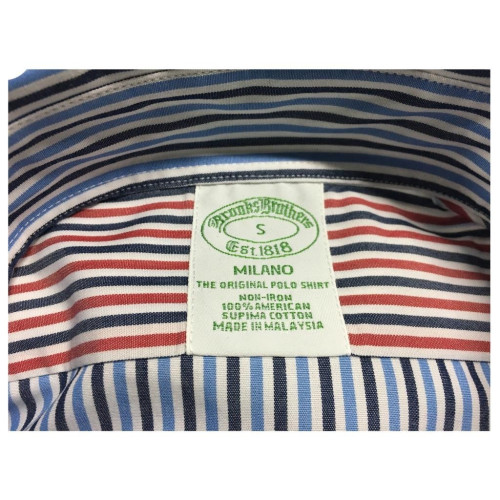 Brooks Brothers
S
EST. 1818
MILANO
THE ORIGINAL POLO SHIRT
NON-IRON
100% AMERICAN
SUPIMA COTTON
MADE IN MALAYSIA